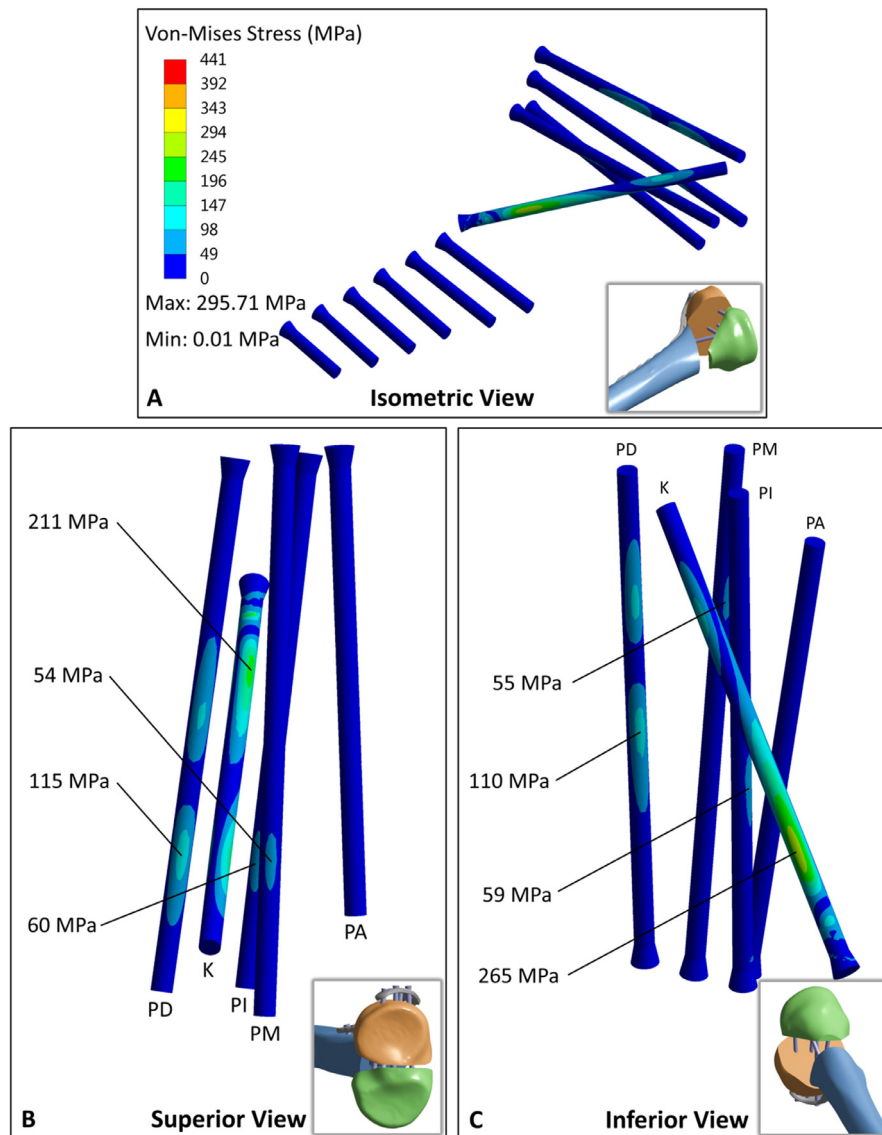 Von-Mises Stress (MPa)
441
392
343
294
245
196
147
98
49
0
Max: 295.71 MPa
Min: 0.01 MPa
A
Isometric View
211 MPa
54 MPa
115 MPa
60 MPa
PD
K
PI
PM
PA
B
Superior View
PD
K
PM
PI
PA
55 MPa
110 MPa
59 MPa
265 MPa
C
Inferior View